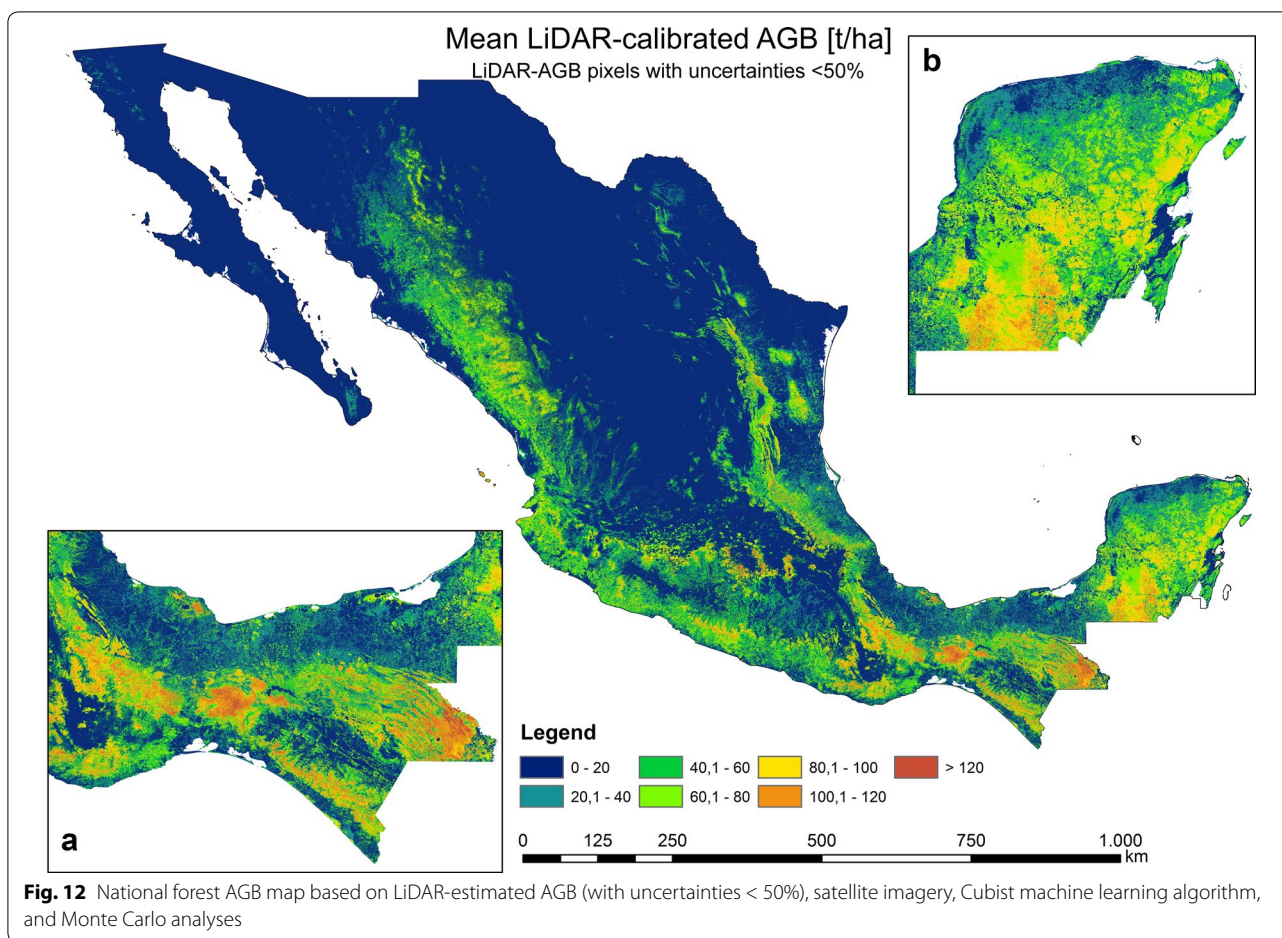 Mean LiDAR-calibrated AGB [t/ha]
LiDAR-AGB pixels with uncertainties <50%
b
a
Legend
0 - 20
40,1 - 60
80,1 - 100
> 120
20,1 - 40
60,1 - 80
100,1 - 120
0 125 250 500 750 1.000
km
Fig. 12 National forest AGB map based on LiDAR-estimated AGB (with uncertainties < 50%), satellite imagery, Cubist machine learning algorithm,
and Monte Carlo analyses